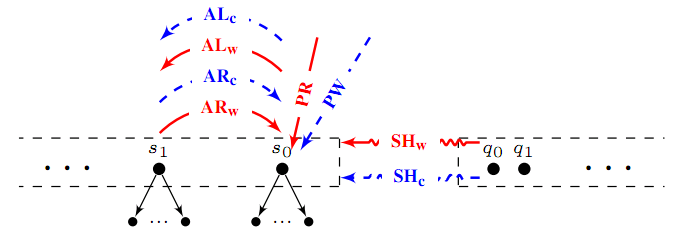 AL_c
AL_w
AR_c
AR_w
PR
PW
s_1
s_0
SH_w
q_0 q_1
SH_c
· · ·
· · ·
···
···